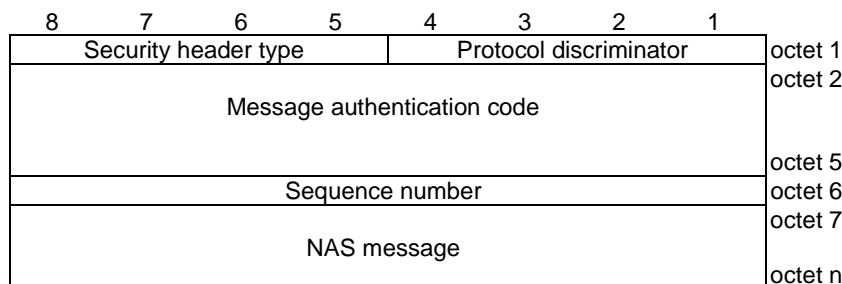 8 7 6 5 4 3 2 1
Security header type Protocol discriminator octet 1
octet 2
Message authentication code
octet 5
Sequence number octet 6
octet 7
NAS message
octet n